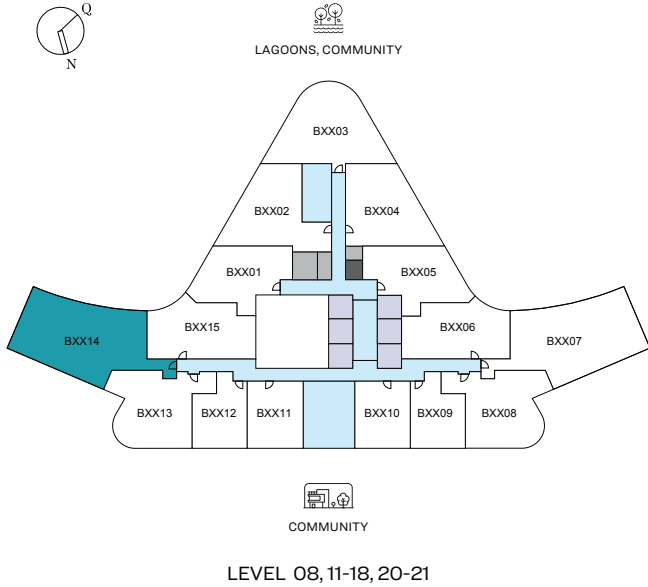 Q
N
LAGOONS, COMMUNITY
BXX03
BXX02
BXX04
BXX01
BXX05
BXX14
BXX15
BXX06
BXX07
BXX13
BXX12
BXX11
BXX10
BXX09
BXX08
COMMUNITY
LEVEL 08, 11-18, 20-21